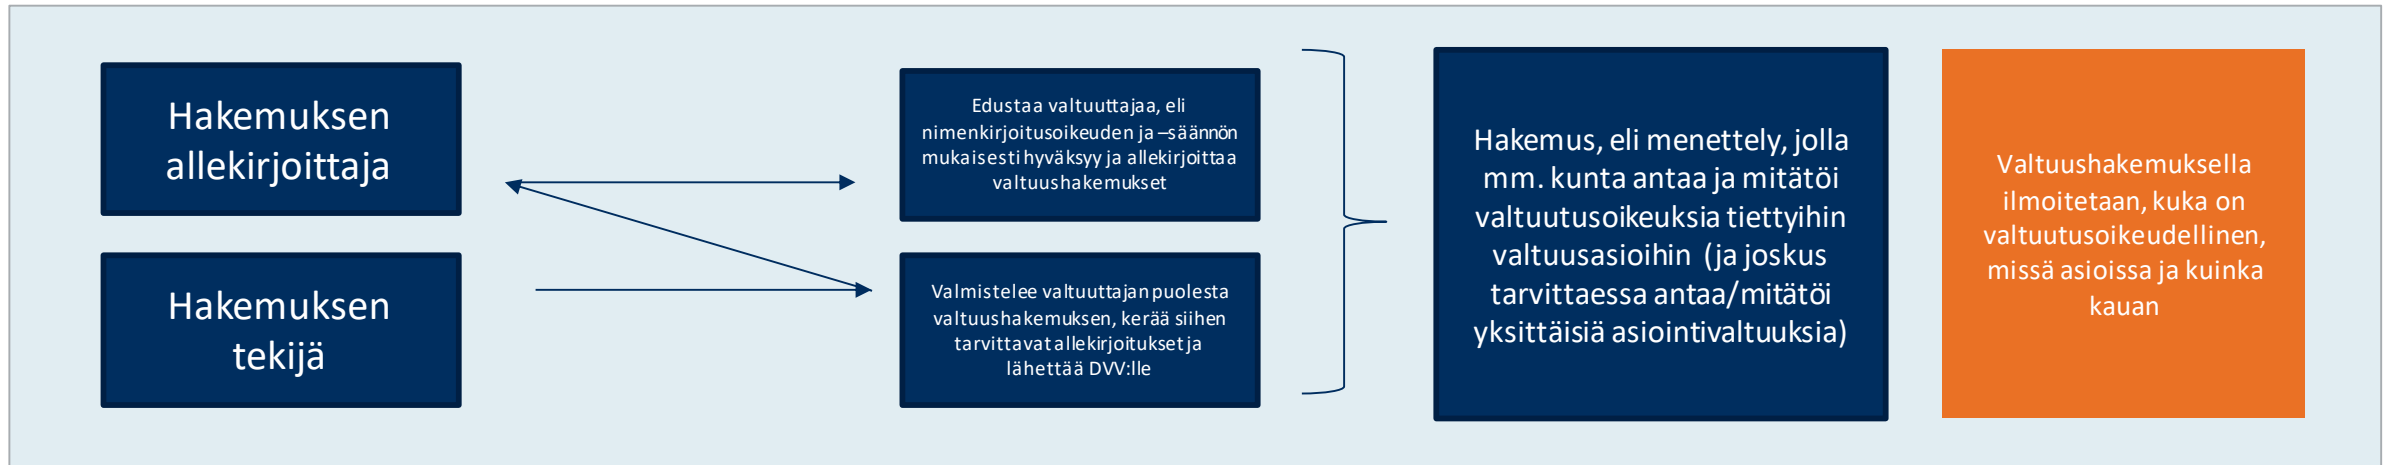 Hakemuksen
allekirjoittaja
Hakemuksen
tekijä
Edustaa valtuuttajaa, eli
nimenkirjoitusoikeuden ja –säännön
mukaisesti hyväksyy ja allekirjoittaa
valtuushakemukset
Valmistelee valtuuttajan puolesta
valtuushakemuksen, kerää siihen
tarvittavat allekirjoitukset ja
lähettää DVV:lle
Hakemus, eli menettely, jolla
mm. kunta antaa ja mitätöi
valtuutusoikeuksia tiettyihin
valtuusasioihin (ja joskus
tarvittaessa antaa/mitätöi
yksittäisiä asiointivaltuuksia)
Valtuushakemuksella
ilmoitetaan, kuka on
valtuutusoikeudellinen,
missä asioissa ja kuinka
kauan